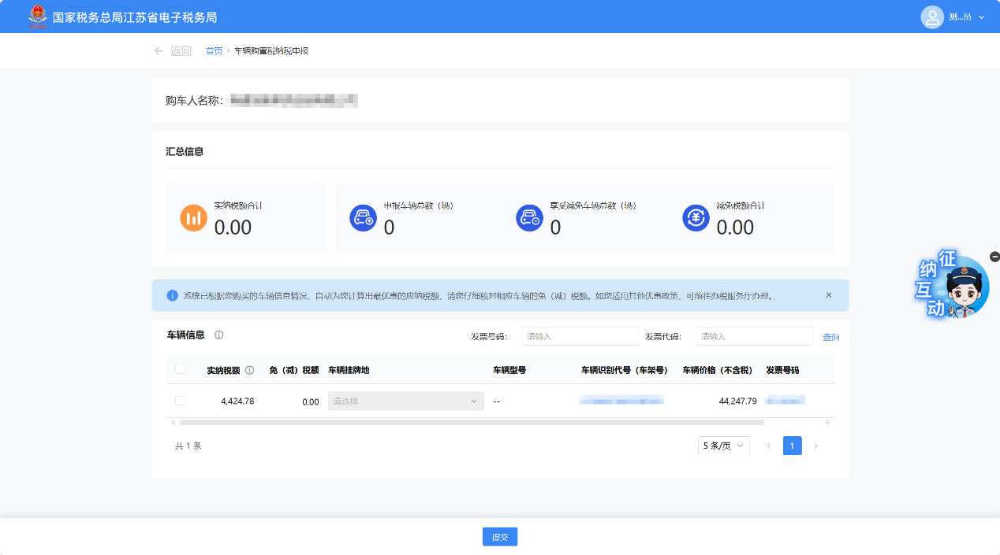 国家税务总局江苏省电子税务局
测...员
返回 首页 > 车辆购置税纳税申报
购车人名称：
汇总信息
实纳税额合计 申报车辆总数（辆） 享受减免车辆总数（辆） 减免税额合计
0.00 0 0 0.00
系统已根据您购买的车辆信息情况，自动为您计算出最优惠的应纳税额，请您仔细核对相应车辆的免（减）税额。如您适用其他优惠政策，可前往办税服务厅办理。
征纳互动
车辆信息 发票号码： 请输入 发票代码： 请输入 查询
实纳税额 免（减）税额 车辆挂牌地 车辆型号 车辆识别代号（车架号） 车辆价格（不含税） 发票号码
4,424.78 0.00 请选择 -- 44,247.79
共 1 条 5 条/页 1
提交